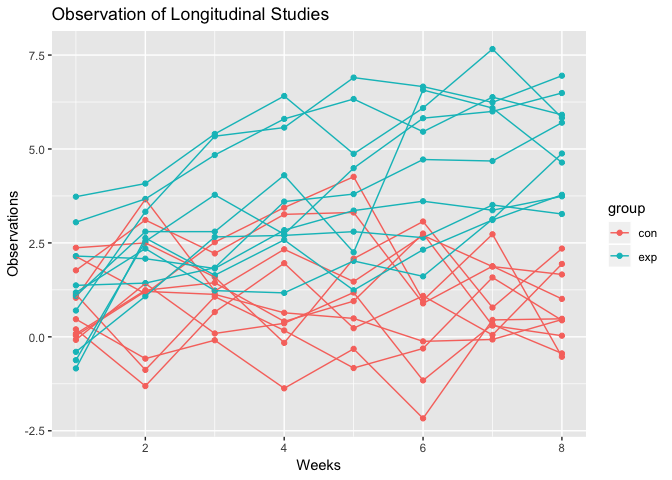 Observation of Longitudinal Studies
7.5
5.0
2.5
0.0
-2.5
Observations
2 4 6 8
Weeks
group
con
exp